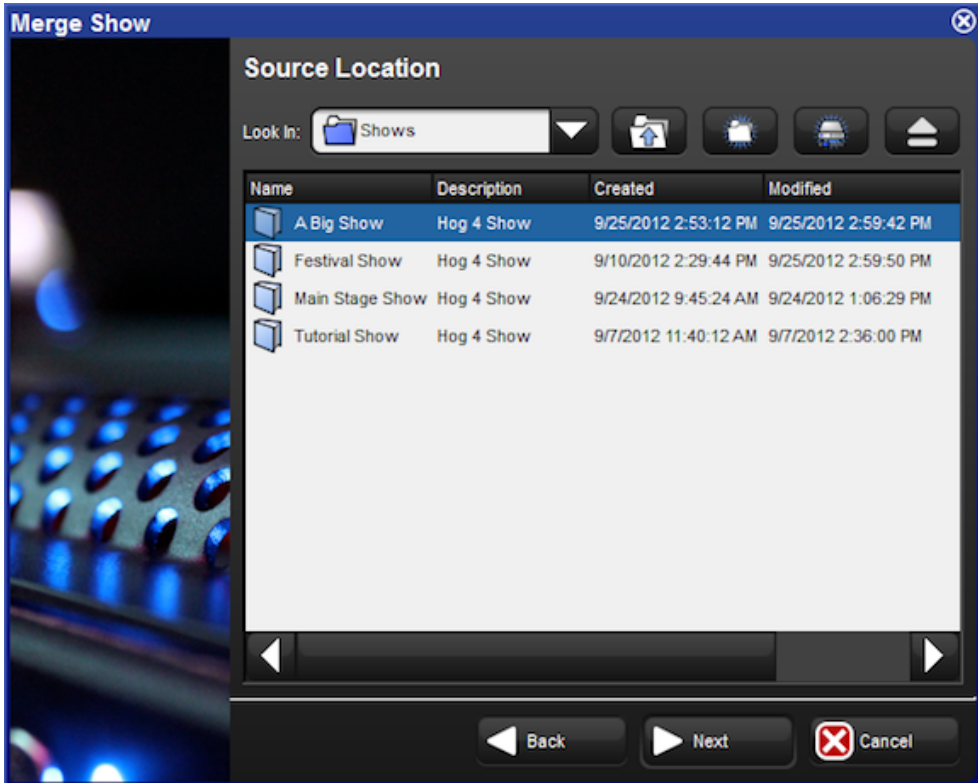 Merge Show
Source Location
Look In: Shows
Name Description Created Modified
A Big Show Hog 4 Show 9/25/2012 2:53:12 PM 9/25/2012 2:59:42 PM
Festival Show Hog 4 Show 9/10/2012 2:29:44 PM 9/25/2012 2:59:50 PM
Main Stage Show Hog 4 Show 9/24/2012 9:45:24 AM 9/24/2012 1:06:29 PM
Tutorial Show Hog 4 Show 9/7/2012 11:40:12 AM 9/7/2012 2:36:00 PM
Back Next Cancel